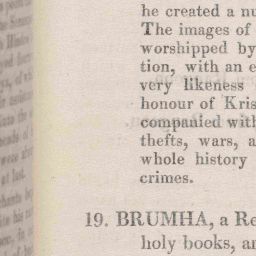 he created a nu
The images of
worshipped by
tion, with an e
very likeness
honour of Kris
companied with
thefts, wars, a
whole history
crimes.
19. BRUMHA, a Re
holy books, an